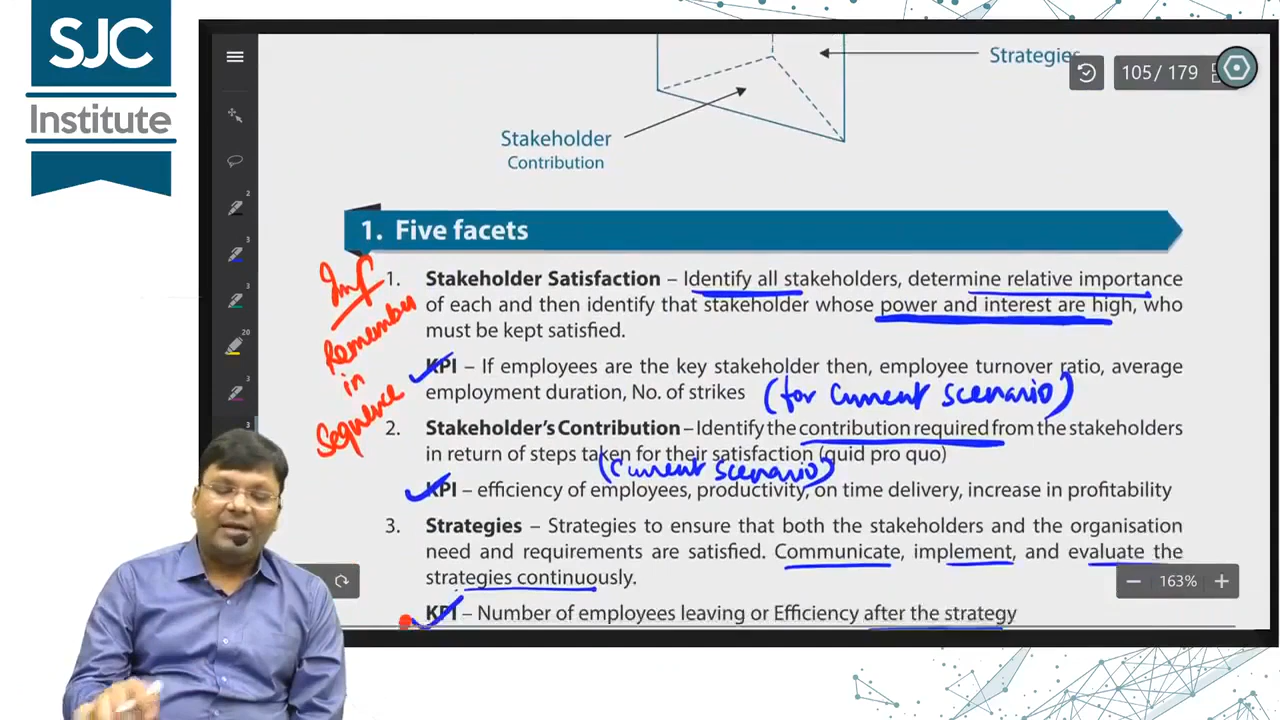 SJC
Institute
Strategies
105 / 179
Stakeholder
Contribution
1. Five facets
Imp
Remember
in
Sequence
1. Stakeholder Satisfaction – Identify all stakeholders, determine relative importance
of each and then identify that stakeholder whose power and interest are high, who
must be kept satisfied.
KPI – If employees are the key stakeholder then, employee turnover ratio, average
employment duration, No. of strikes (for current scenario)
2. Stakeholder's Contribution – Identify the contribution required from the stakeholders
in return of steps taken for their satisfaction (quid pro quo)
(Current scenario)
KPI – efficiency of employees, productivity, on time delivery, increase in profitability
3. Strategies – Strategies to ensure that both the stakeholders and the organisation
need and requirements are satisfied. Communicate, implement, and evaluate the
strategies continuously.
KPI – Number of employees leaving or Efficiency after the strategy
163%
2
3
3
20
3
3